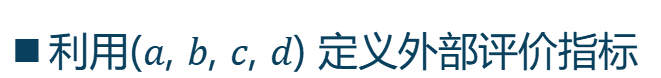 ■ 利用(a, b, c, d) 定义外部评价指标